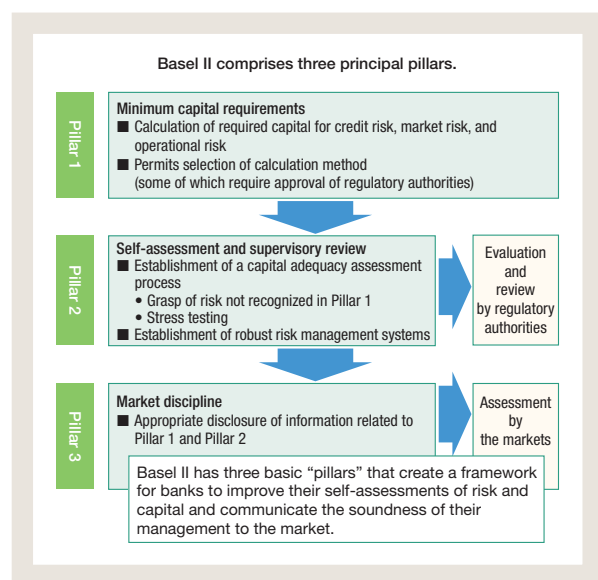 Basel II comprises three principal pillars.
Pillar 1
Minimum capital requirements
■ Calculation of required capital for credit risk, market risk, and
operational risk
■ Permits selection of calculation method
(some of which require approval of regulatory authorities)
Pillar 2
Self-assessment and supervisory review
■ Establishment of a capital adequacy assessment
process
• Grasp of risk not recognized in Pillar 1
• Stress testing
■ Establishment of robust risk management systems
Evaluation
and
review
by regulatory
authorities
Pillar 3
Market discipline
■ Appropriate disclosure of information related to
Pillar 1 and Pillar 2
Assessment
by
the markets
Basel II has three basic “pillars” that create a framework
for banks to improve their self-assessments of risk and
capital and communicate the soundness of their
management to the market.